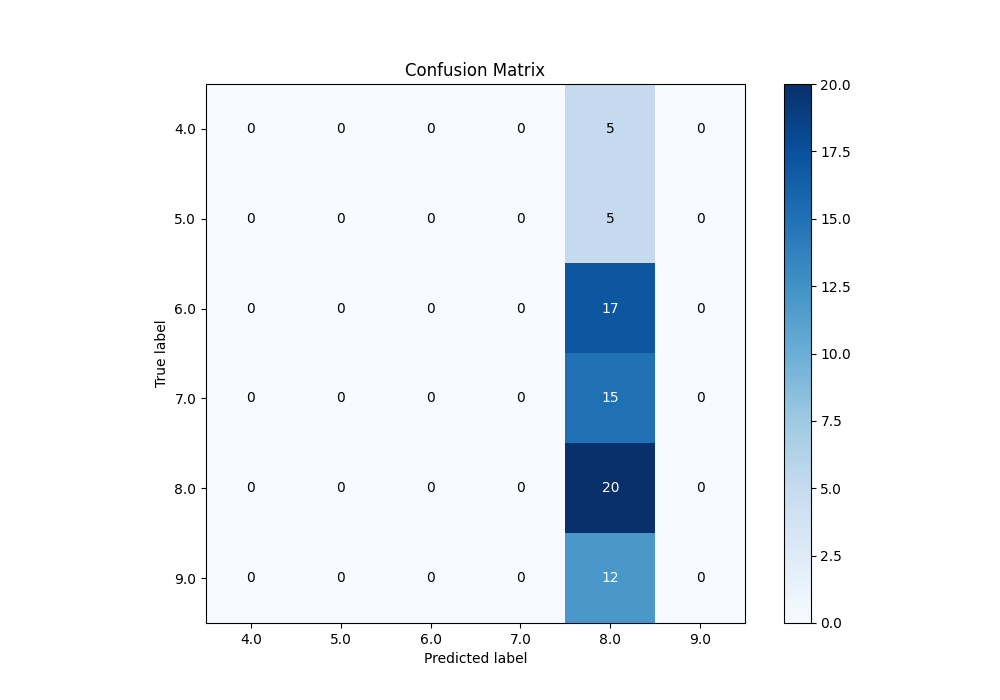 Confusion Matrix
4.0 0 0 0 0 5 0
5.0 0 0 0 0 5 0
6.0 0 0 0 0 17 0
7.0 0 0 0 0 15 0
8.0 0 0 0 0 20 0
9.0 0 0 0 0 12 0
4.0 5.0 6.0 7.0 8.0 9.0
Predicted label
True label
20.0
17.5
15.0
12.5
10.0
7.5
5.0
2.5
0.0